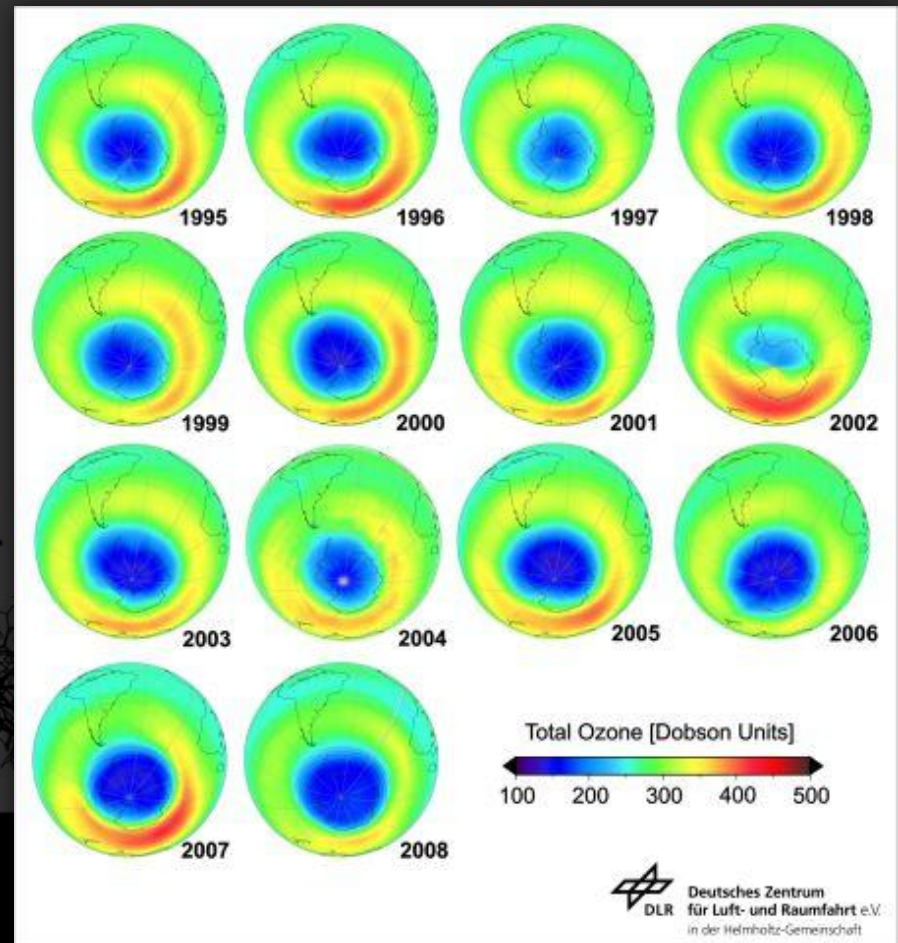 1995
1996
1997
1998
1999
2000
2001
2002
2003
2004
2005
2006
2007
2008
Total Ozone [Dobson Units]
100 200 300 400 500
DLR
Deutsches Zentrum
für Luft- und Raumfahrt e.V.
in der Helmholtz-Gemeinschaft